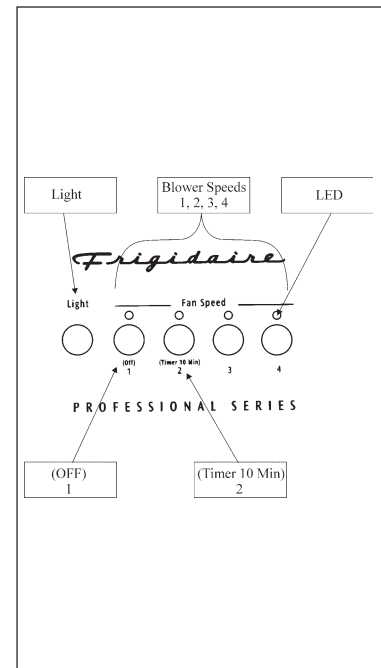 Light
Blower Speeds
1, 2, 3, 4
LED
Frigidaire
Light
Fan Speed
(Off)
1
(Timer 10 Min)
2
3
4
PROFESSIONAL SERIES
(OFF)
1
(Timer 10 Min)
2